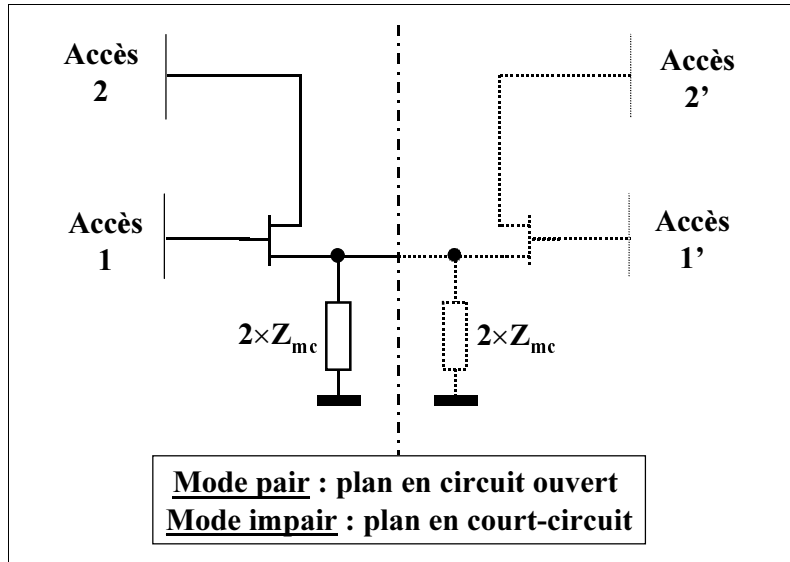 Accès
2
Accès
2’
Accès
1
Accès
1’
2×Zmc
2×Zmc
Mode pair : plan en circuit ouvert
Mode impair : plan en court-circuit